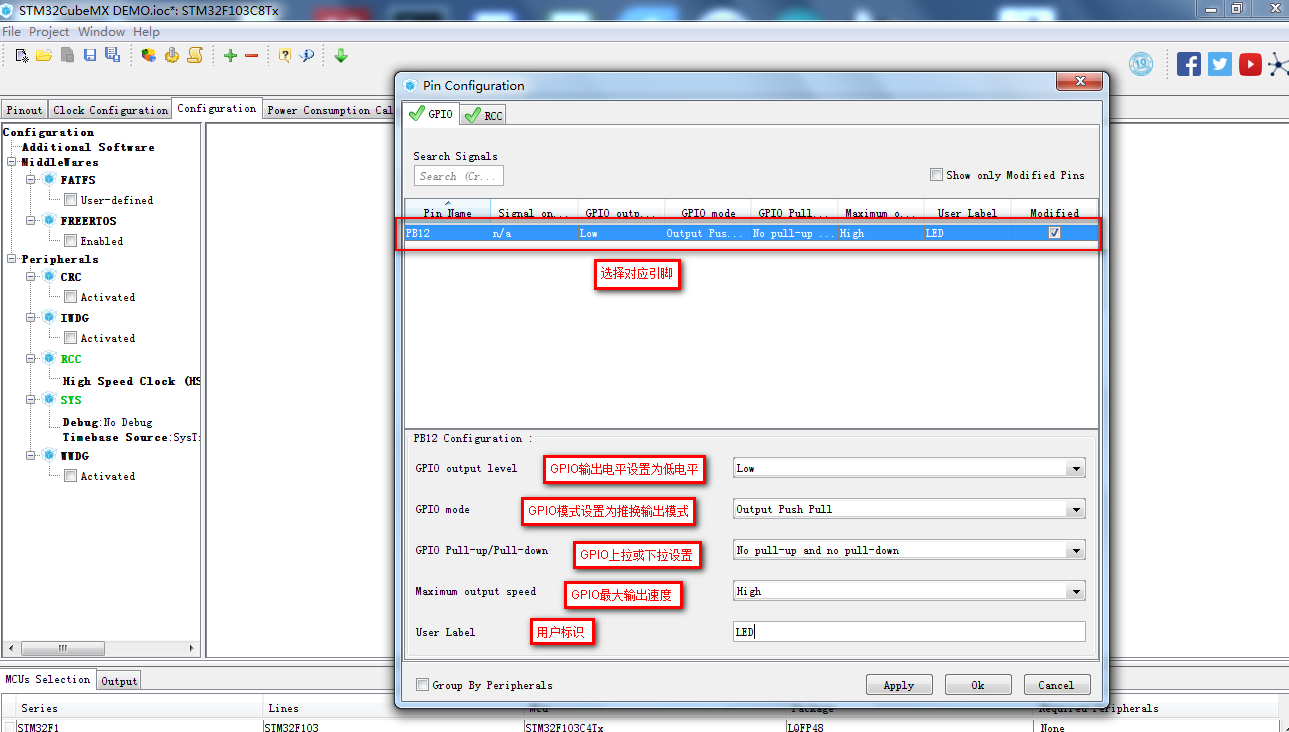 STM32CubeMX DEMO.ioc*: STM32F103C8Tx
File Project Window Help
19
Pinout Clock Configuration Configuration Power Consumption Cal
Configuration
Additional Software
MiddleWares
FATFS
User-defined
FREERTOS
Enabled
Peripherals
CRC
Activated
IWDG
Activated
RCC
High Speed Clock (HS
SYS
Debug:No Debug
Timebase Source:SysTi
WWDG
Activated
Pin Configuration
GPIO RCC
Search Signals
Search (Cr...
Show only Modified Pins
Pin Name Signal on... GPIO outp... GPIO mode GPIO Pull... Maximum o... User Label Modified
PB12 n/a Low Output Pus... No pull-up ... High LED
选择对应引脚
PB12 Configuration :
GPIO output level GPIO输出电平设置为低电平 Low
GPIO mode GPIO模式设置为推换输出模式 Output Push Pull
GPIO Pull-up/Pull-down GPIO上拉或下拉设置 No pull-up and no pull-down
Maximum output speed GPIO最大输出速度 High
User Label 用户标识 LED
Group By Peripherals Apply Ok Cancel
MCUs Selection Output
Series Lines Mcu Package Required Peripherals
STM32F1 STM32F103 STM32F103C4Tx LQFP48 None